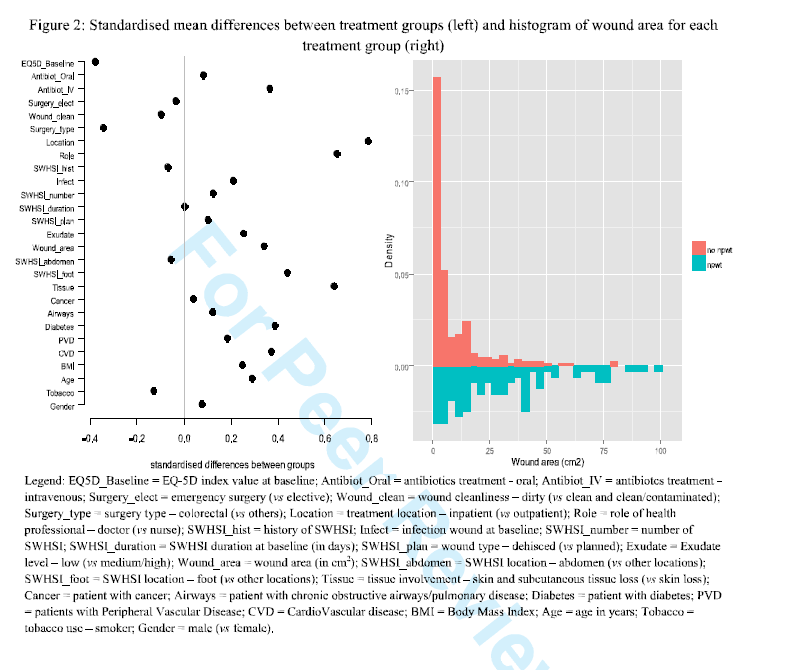 Figure 2: Standardised mean differences between treatment groups (left) and histogram of wound area for each
treatment group (right)
EQ5D_Baseline
Antibiot_Oral
Antibiot_IV
Surgery_elect
Wound_clean
Surgery_type
Location
Role
SWHSI_hist
Infect
SWHSI_number
SWHSI_duration
SWHSI_plan
Exudate
Wound_area
SWHSI_abdomen
SWHSI_foot
Tissue
Cancer
Airways
Diabetes
PVD
CVD
BMI
Age
Tobacco
Gender
-0,4 -0,2 0,0 0,2 0,4 0,6 0,8
standardised differences between groups
Density
0,15
0,10
0,05
0,00
0 25 50 75 100
Wound area (cm2)
no npwt
npwt
Legend: EQ5D_Baseline = EQ-5D index value at baseline; Antibiot_Oral = antibiotics treatment - oral; Antibiot_IV = antibiotcs treatment -
intravenous; Surgery_elect = emergency surgery (vs elective); Wound_clean = wound cleanliness – dirty (vs clean and clean/contaminated);
Surgery_type = surgery type – colorectal (vs others); Location = treatment location – inpatient (vs outpatient); Role = role of health
professional – doctor (vs nurse); SWHSI_hist = history of SWHSI; Infect = infection wound at baseline; SWHSI_number = number of
SWHSI; SWHSI_duration = SWHSI duration at baseline (in days); SWHSI_plan = wound type – dehisced (vs planned); Exudate = Exudate
level – low (vs medium/high); Wound_area = wound area (in cm²); SWHSI_abdomen = SWHSI location – abdomen (vs other locations);
SWHSI_foot = SWHSI location – foot (vs other locations); Tissue = tissue involvement – skin and subcutanous tissue loss (vs skin loss);
Cancer = patient with cancer; Airways = patient with chronic obstructive airways/pulmonary disease; Diabetes = patient with diabetes; PVD
= patients with Peripheral Vascular Disease; CVD = CardioVascular disease; BMI = Body Mass Index; Age = age in years; Tobacco =
tobacco use – smoker; Gender = male (vs female).
For Peer Review